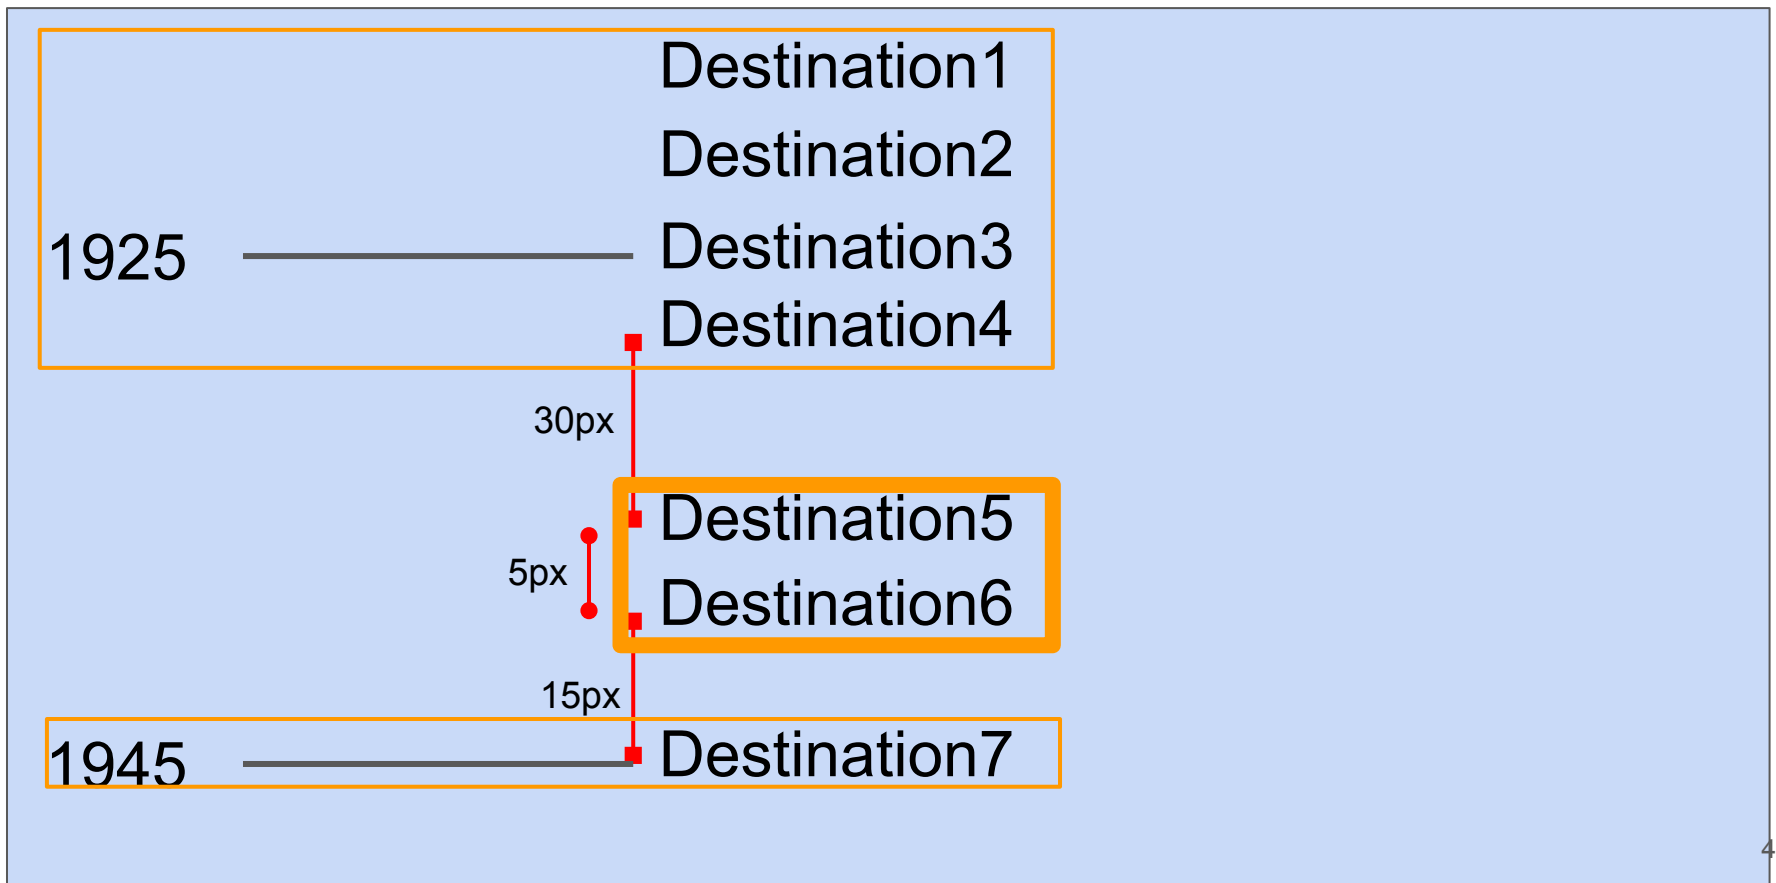 Destination1
Destination2
1925 Destination3
Destination4
30px
Destination5
5px
Destination6
15px
1945 Destination7
4